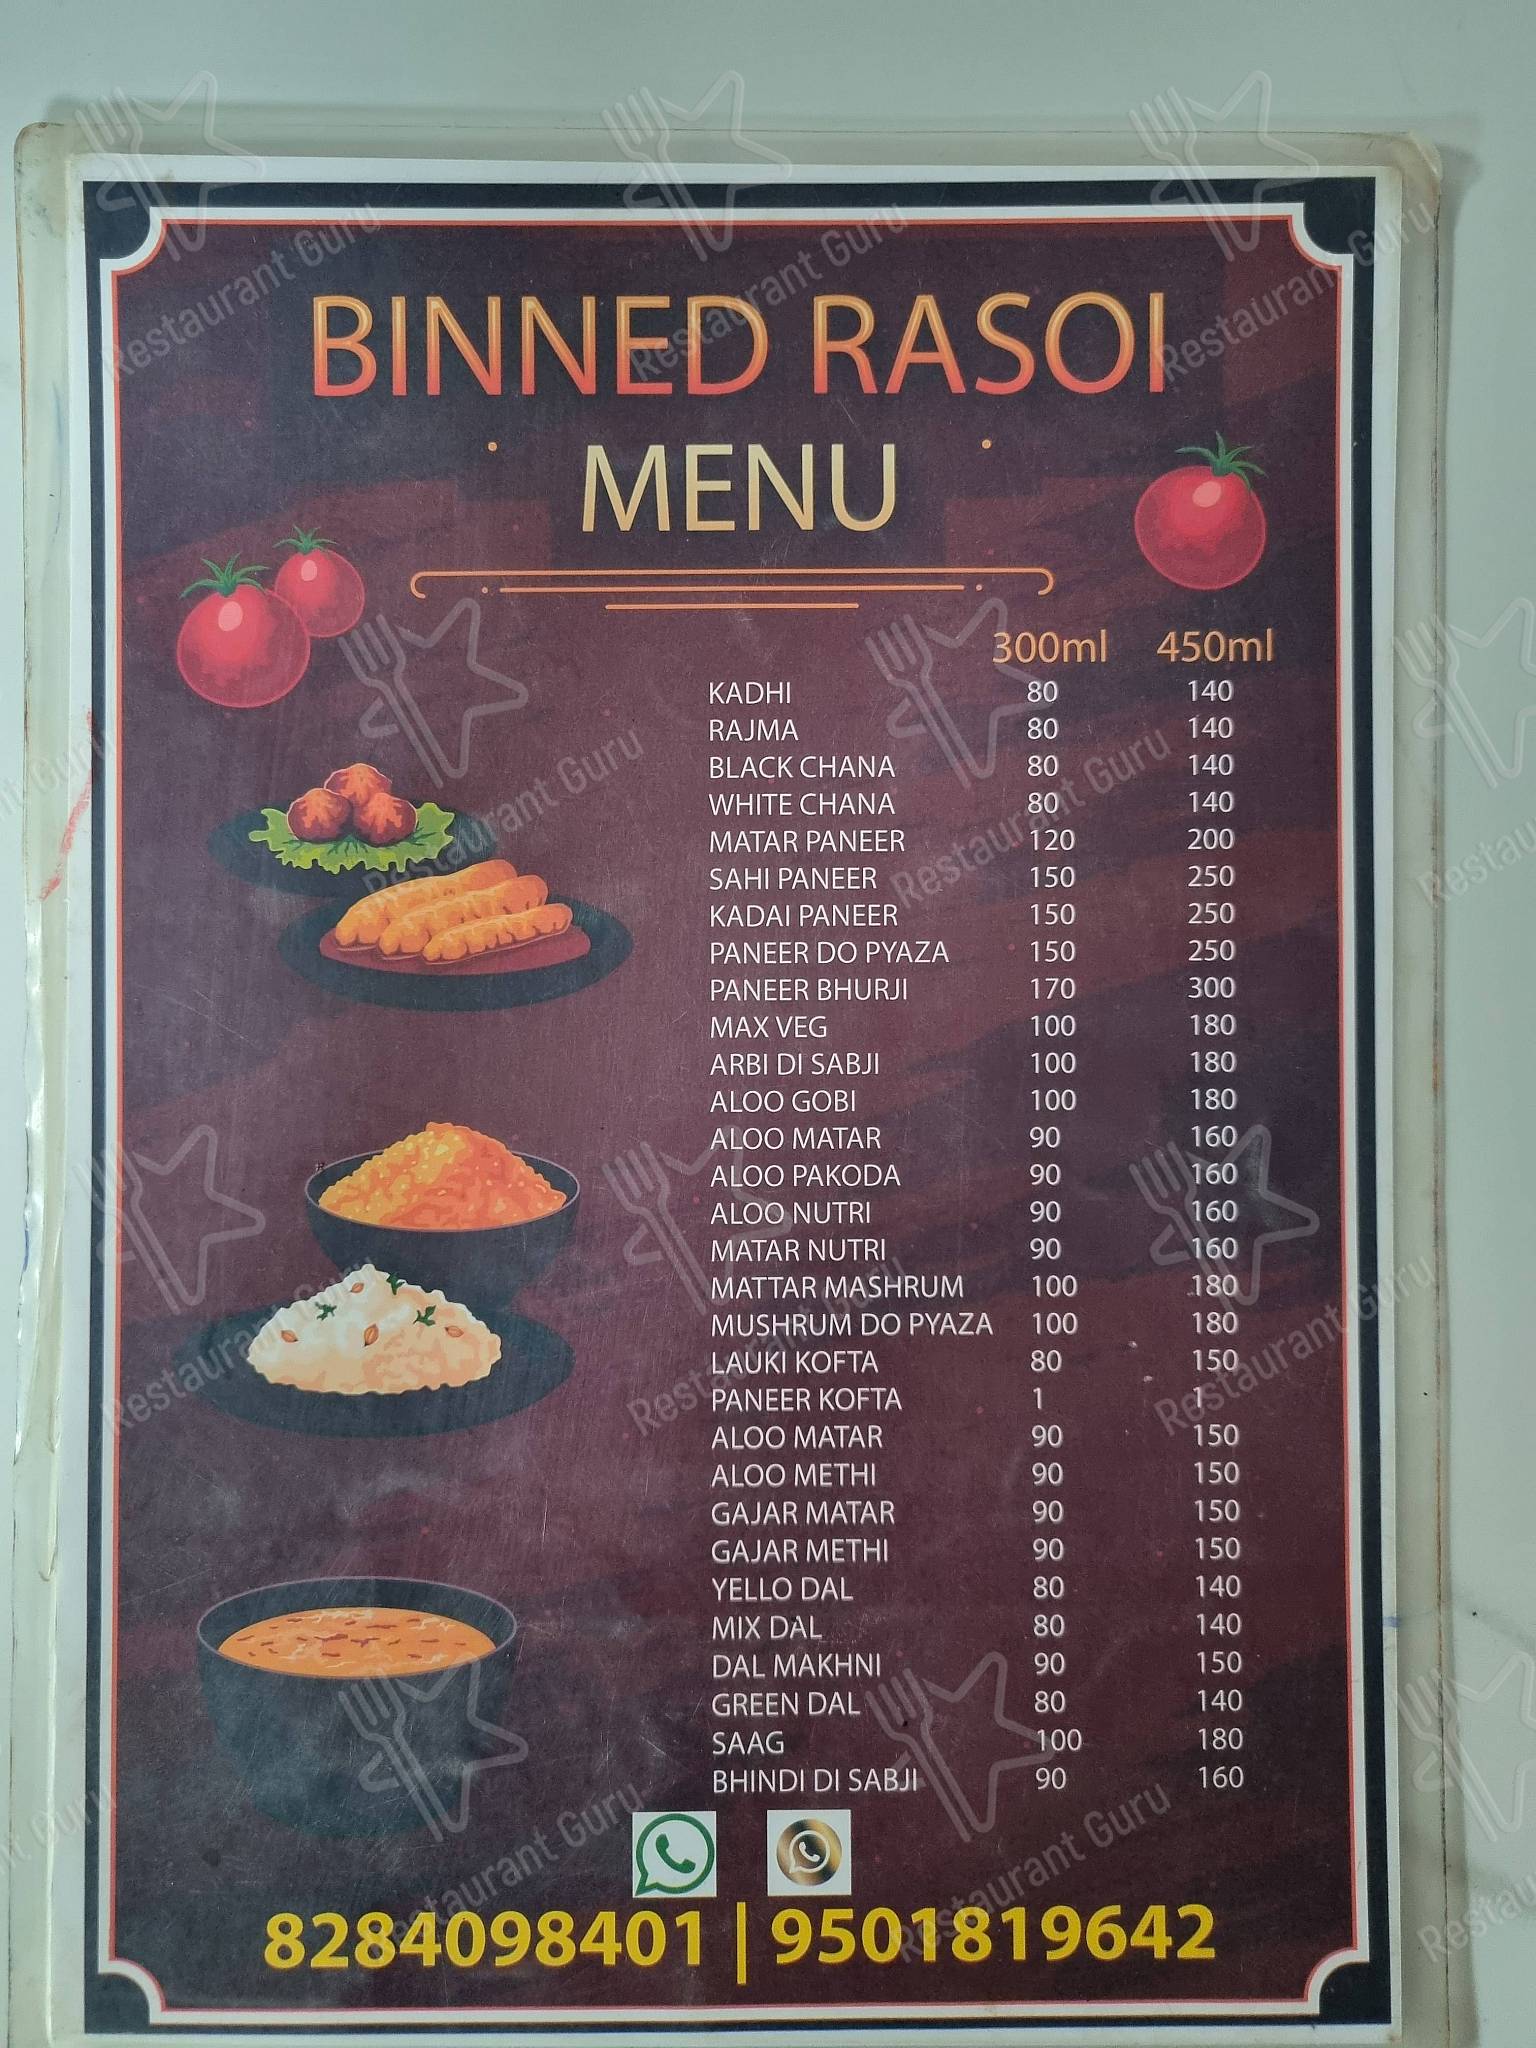 BINNED RASOI
MENU
300ml 450ml
KADHI 80 140
RAJMA 80 140
BLACK CHANA 80 140
WHITE CHANA 80 140
MATAR PANEER 120 200
SAHI PANEER 150 250
KADAI PANEER 150 250
PANEER DO PYAZA 150 250
PANEER BHURJI 170 300
MAX VEG 100 180
ARBI DI SABJI 100 180
ALOO GOBI 100 180
ALOO MATAR 90 160
ALOO PAKODA 90 160
ALOO NUTRI 90 160
MATAR NUTRI 90 160
MATTAR MASHRUM 100 180
MUSHRUM DO PYAZA 100 180
LAUKI KOFTA 80 150
PANEER KOFTA 1 1
ALOO MATAR 90 150
ALOO METHI 90 150
GAJAR MATAR 90 150
GAJAR METHI 90 150
YELLO DAL 80 140
MIX DAL 80 140
DAL MAKHNI 90 150
GREEN DAL 80 140
SAAG 100 180
BHINDI DI SABJI 90 160
8284098401 | 9501819642
Restaurant Guru